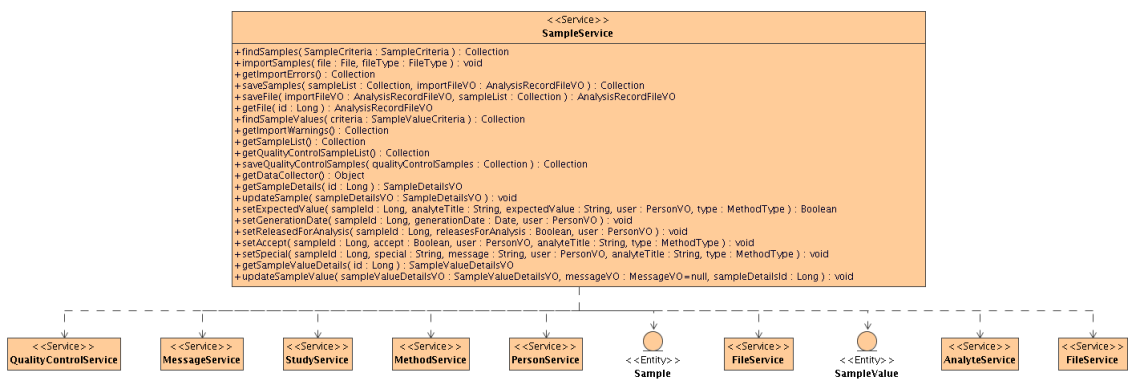 <<Service>>
SampleService
+findSamples( SampleCriteria : SampleCriteria ) : Collection
+importSamples( file : File, fileType : FileType ) : void
+getImportErrors() : Collection
+saveSamples( sampleList : Collection, importFileVO : AnalysisRecordFileVO ) : Collection
+saveFile( importFileVO : AnalysisRecordFileVO, sampleList : Collection ) : AnalysisRecordFileVO
+getFile( id : Long ) : AnalysisRecordFileVO
+findSampleValues( criteria : SampleValueCriteria ) : Collection
+getImportWarnings() : Collection
+getSampleList() : Collection
+getQualityControlSampleList() : Collection
+saveQualityControlSamples( qualityControlSamples : Collection ) : Collection
+getDataCollector() : Object
+getSampleDetails( id : Long ) : SampleDetailsVO
+updateSample( sampleDetailsVO : SampleDetailsVO ) : void
+setExpectedValue( sampleId : Long, analyteTitle : String, expectedValue : String, user : PersonVO, type : MethodType ) : Boolean
+setGenerationDate( sampleId : Long, generationDate : Date, user : PersonVO ) : void
+setReleasedForAnalysis( sampleId : Long, releasesForAnalysis : Boolean, user : PersonVO ) : void
+setAccept( sampleId : Long, accept : Boolean, user : PersonVO, analyteTitle : String, type : MethodType ) : void
+setSpecial( sampleId : Long, special : String, message : String, user : PersonVO, analyteTitle : String, type : MethodType ) : void
+getSampleValueDetails( id : Long ) : SampleValueDetailsVO
+updateSampleValue( sampleValueDetailsVO : SampleValueDetailsVO, messageVO : MessageVO=null, sampleDetailsId : Long ) : void
<<Service>>
QualityControlService
<<Service>>
MessageService
<<Service>>
StudyService
<<Service>>
MethodService
<<Service>>
PersonService
<<Entity>>
Sample
<<Service>>
FileService
<<Entity>>
SampleValue
<<Service>>
AnalyteService
<<Service>>
FileService